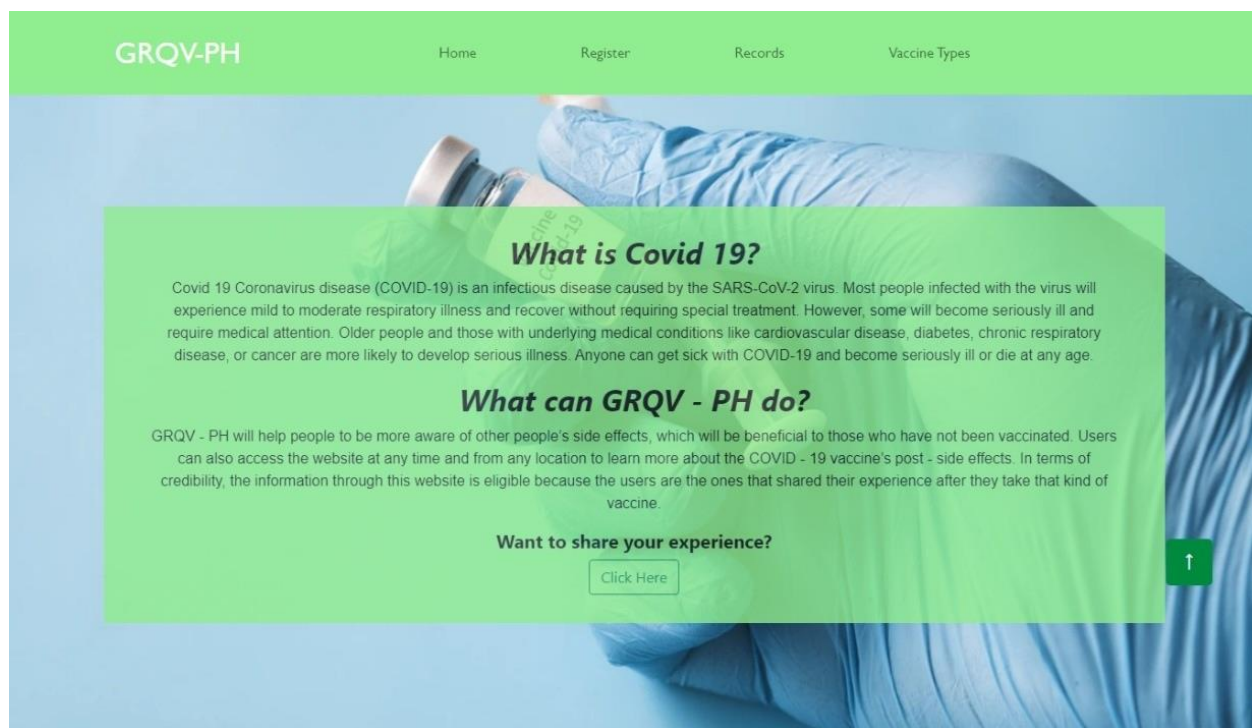 GRQV-PH
Home
Register
Records
Vaccine Types
What is Covid 19?
Covid 19 Coronavirus disease (COVID-19) is an infectious disease caused by the SARS-CoV-2 virus. Most people infected with the virus will
experience mild to moderate respiratory illness and recover without requiring special treatment. However, some will become seriously ill and
require medical attention. Older people and those with underlying medical conditions like cardiovascular disease, diabetes, chronic respiratory
disease, or cancer are more likely to develop serious illness. Anyone can get sick with COVID-19 and become seriously ill or die at any age.
What can GRQV - PH do?
GRQV - PH will help people to be more aware of other people's side effects, which will be beneficial to those who have not been vaccinated. Users
can also access the website at any time and from any location to learn more about the COVID - 19 vaccine's post - side effects. In terms of
credibility, the information through this website is eligible because the users are the ones that shared their experience after they take that kind of
vaccine.
Want to share your experience?
Click Here